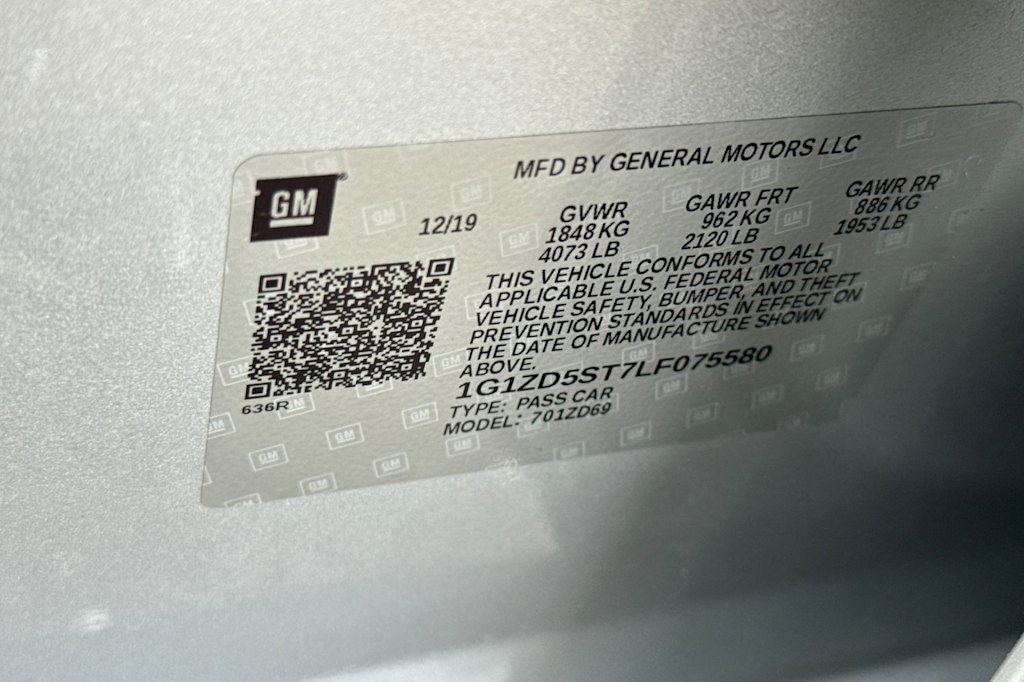 MFD BY GENERAL MOTORS LLC
GM®
12/19
GVWR GAWR FRT GAWR RR
1848 KG 962 KG 886 KG
4073 LB 2120 LB 1953 LB
THIS VEHICLE CONFORMS TO ALL
APPLICABLE U.S. FEDERAL MOTOR
VEHICLE SAFETY, BUMPER, AND THEFT
PREVENTION STANDARDS IN EFFECT ON
THE DATE OF MANUFACTURE SHOWN
ABOVE.
1G1ZD5ST7LF075580
TYPE: PASS CAR
MODEL: 701ZD69
636R